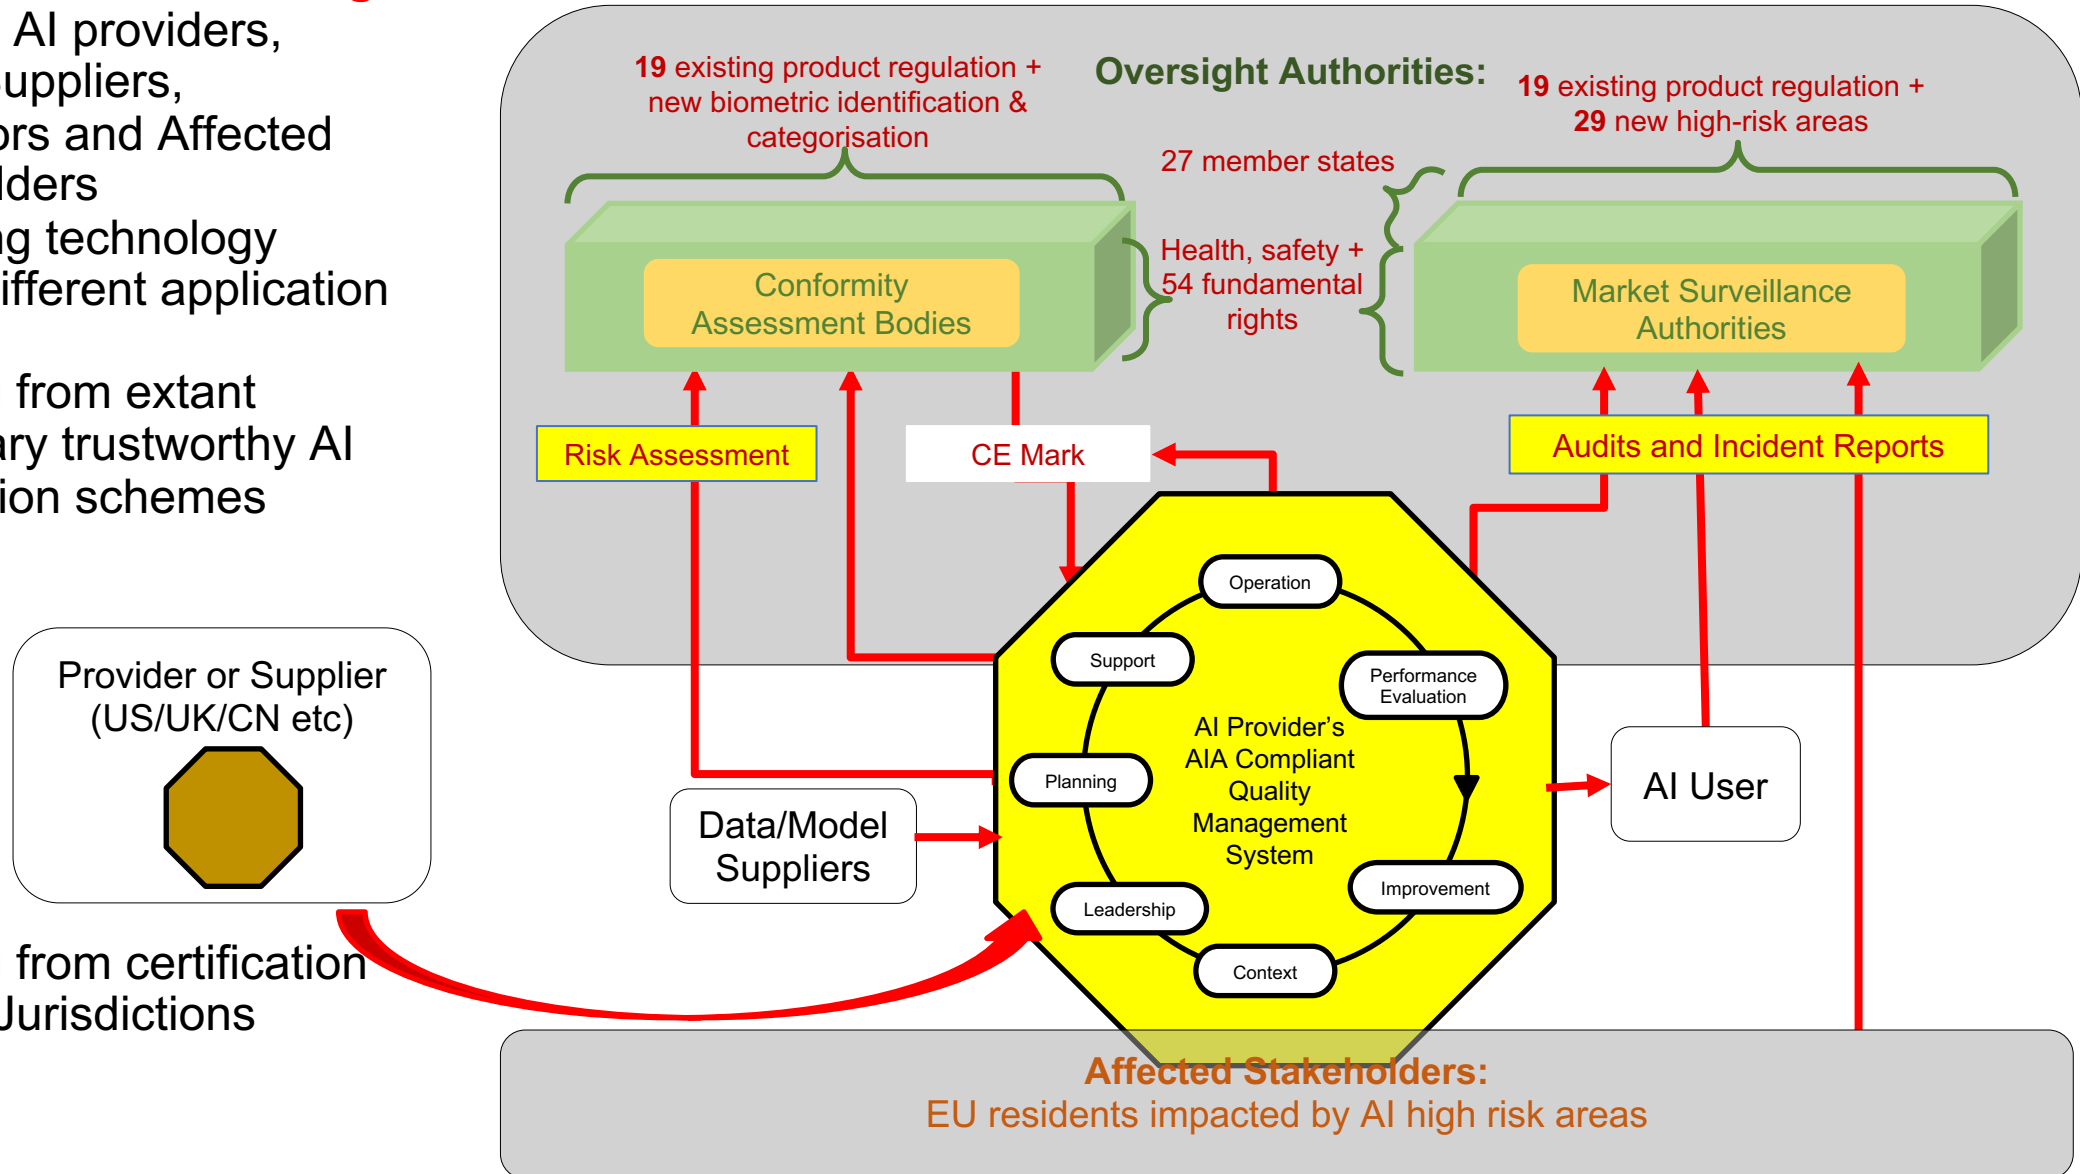 AI providers,
uppliers,
ors and Affected
lders
ng technology
ifferent application
from extant
ary trustworthy AI
ion schemes
from certification
Jurisdictions
Oversight Authorities:
19 existing product regulation +
new biometric identification &
categorisation
19 existing product regulation +
29 new high-risk areas
27 member states
Health, safety +
54 fundamental
rights
Conformity
Assessment Bodies
Market Surveillance
Authorities
Risk Assessment
CE Mark
Audits and Incident Reports
Operation
Support
Performance
Evaluation
Planning
AI Provider’s
AIA Compliant
Quality
Management
System
Leadership
Improvement
Context
Provider or Supplier
(US/UK/CN etc)
Data/Model
Suppliers
AI User
Affected Stakeholders:
EU residents impacted by AI high risk areas